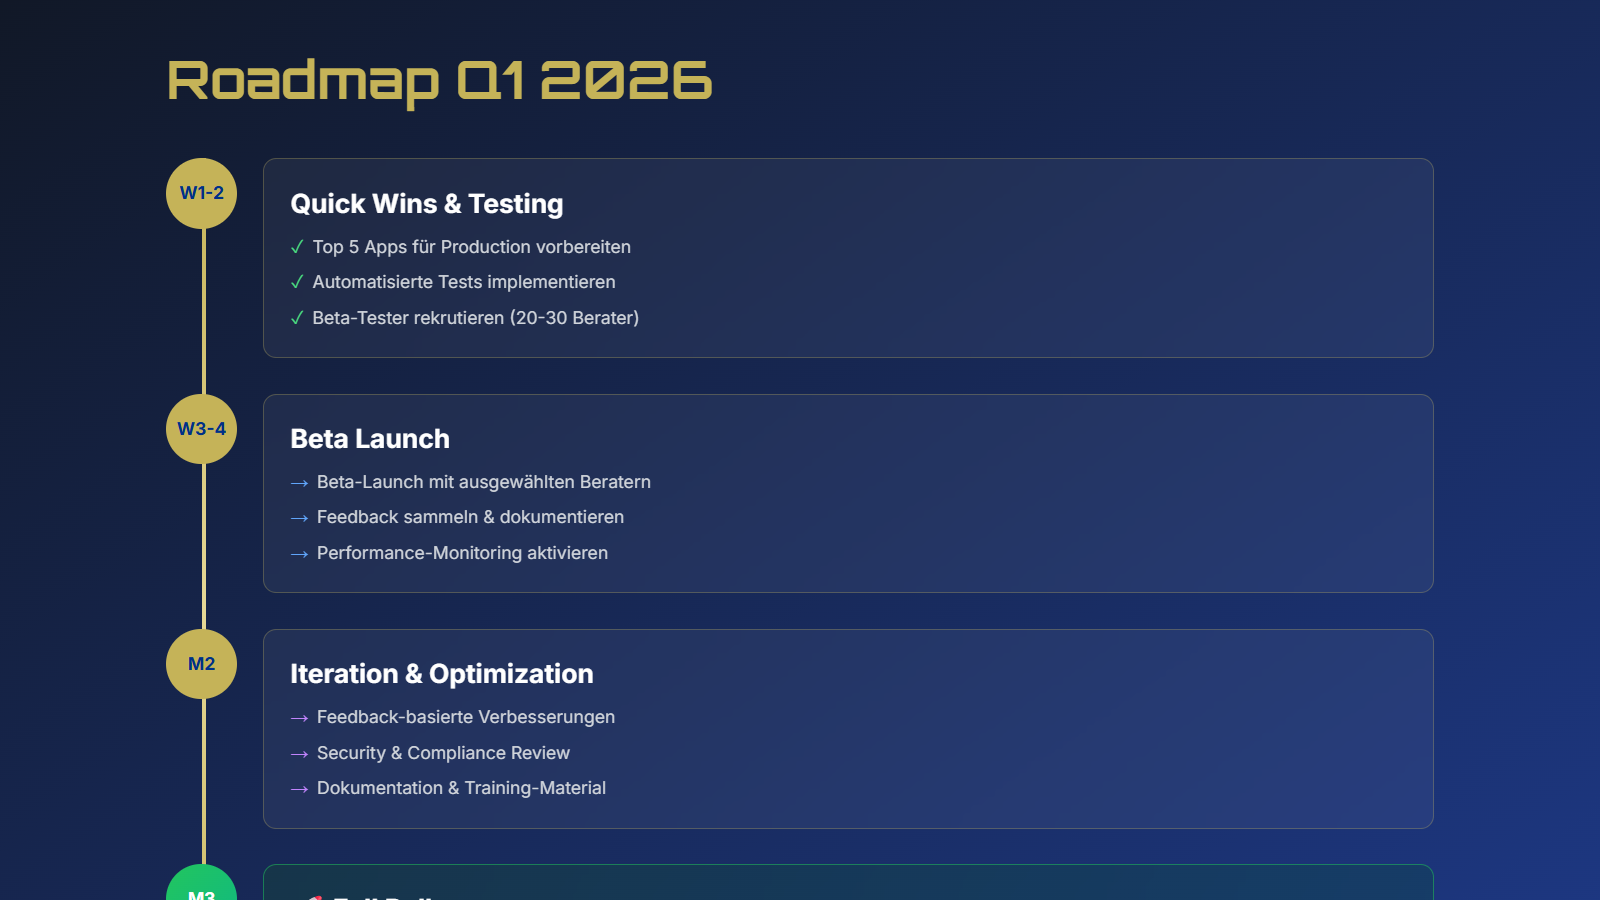 Roadmap Q1 2026
W1-2
Quick Wins & Testing
✓ Top 5 Apps für Production vorbereiten
✓ Automatisierte Tests implementieren
✓ Beta-Tester rekrutieren (20-30 Berater)
W3-4
Beta Launch
→ Beta-Launch mit ausgewählten Beratern
→ Feedback sammeln & dokumentieren
→ Performance-Monitoring aktivieren
M2
Iteration & Optimization
→ Feedback-basierte Verbesserungen
→ Security & Compliance Review
→ Dokumentation & Training-Material
M3